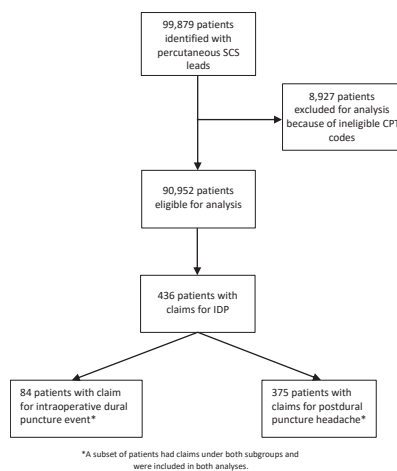 99,879 patients
identified with
percutaneous SCS
leads
8,927 patients
excluded for analysis
because of ineligible CPT
codes
90,952 patients
eligible for analysis
436 patients with
claims for IDP
84 patients with claim
for intraoperative dural
puncture event*
375 patients with
claims for postdural
puncture headache*
*A subset of patients had claims under both subgroups and
were included in both analyses.